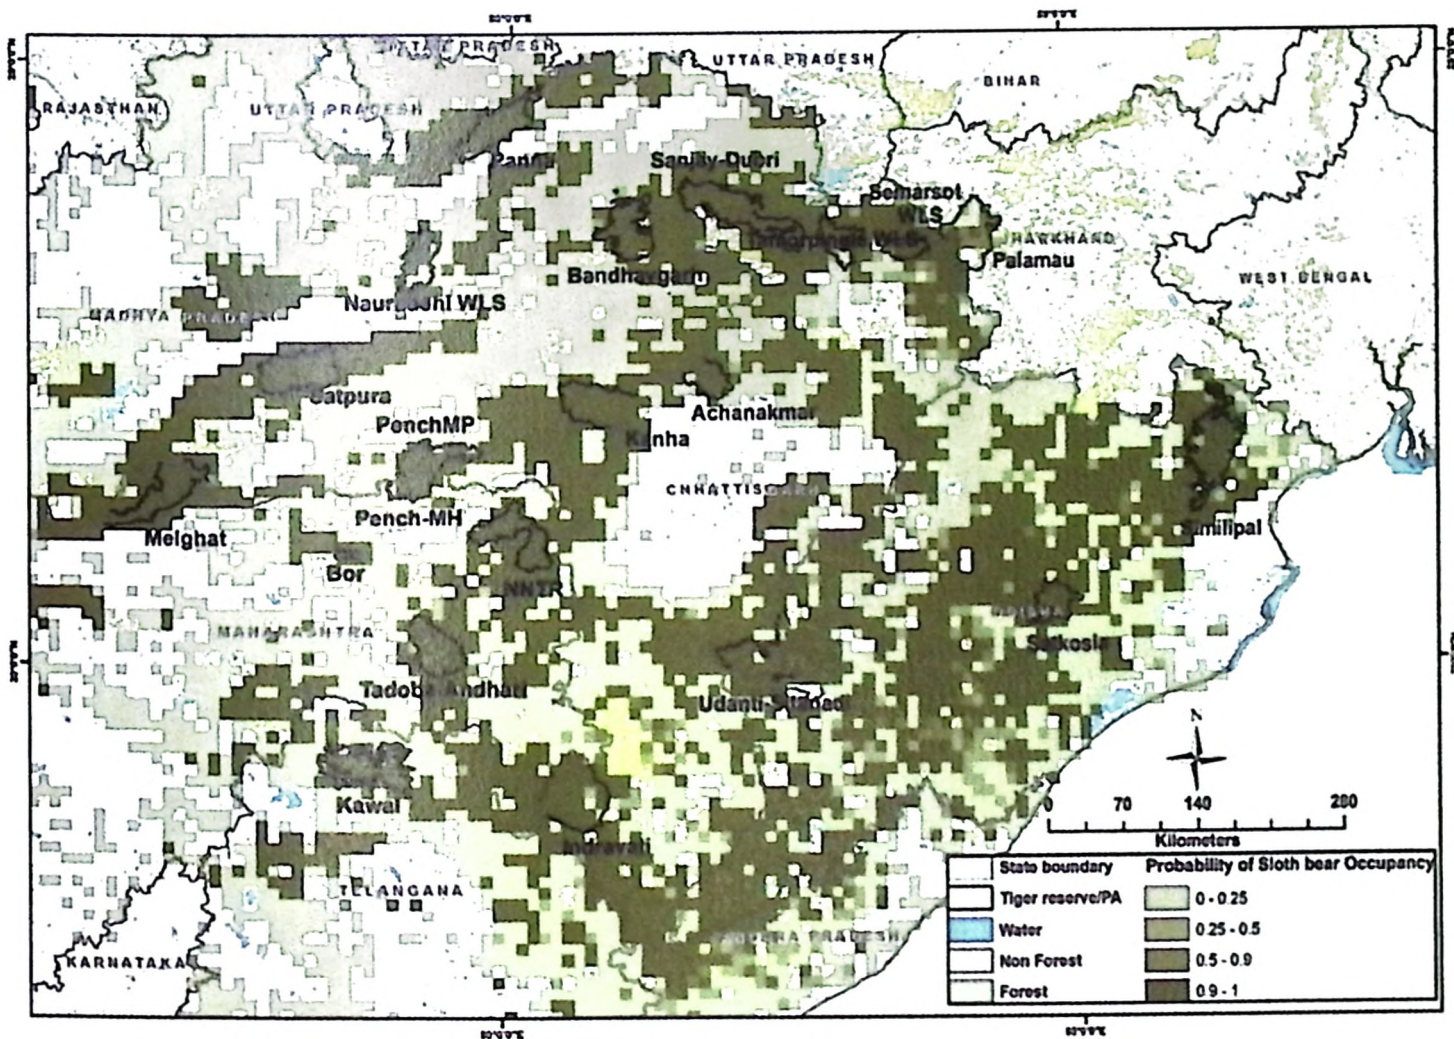 UTTAR PRADESH
UTTAR PRADESH
BIHAR
RAJASTHAN
UTTAR PRADESH
Panna
Sanjay-Dubri
Semarsot
WLS
JHARKHAND
Palamau
Bandhavgarh
WEST BENGAL
Nauradehi WLS
MADHYA PRADESH
Satpura
Achanakmar
PenchMP
Kanha
CHHATTISGARH
Pench-MH
Similipal
Melghat
Bor
NNTR
ORISHA
MAHARASHTRA
Satkosia
Tadoba-Andhari
Udanti-Sitanadi
N
Kawal
0 70 140 280
Kilometers
Indravati
State boundary
Probability of Sloth bear Occupancy
Tiger reserve/PA
0 - 0.25
TELANGANA
Water
0.25 - 0.5
ANDHRA PRADESH
Non Forest
0.5 - 0.9
KARNATAKA
Forest
0.9 - 1